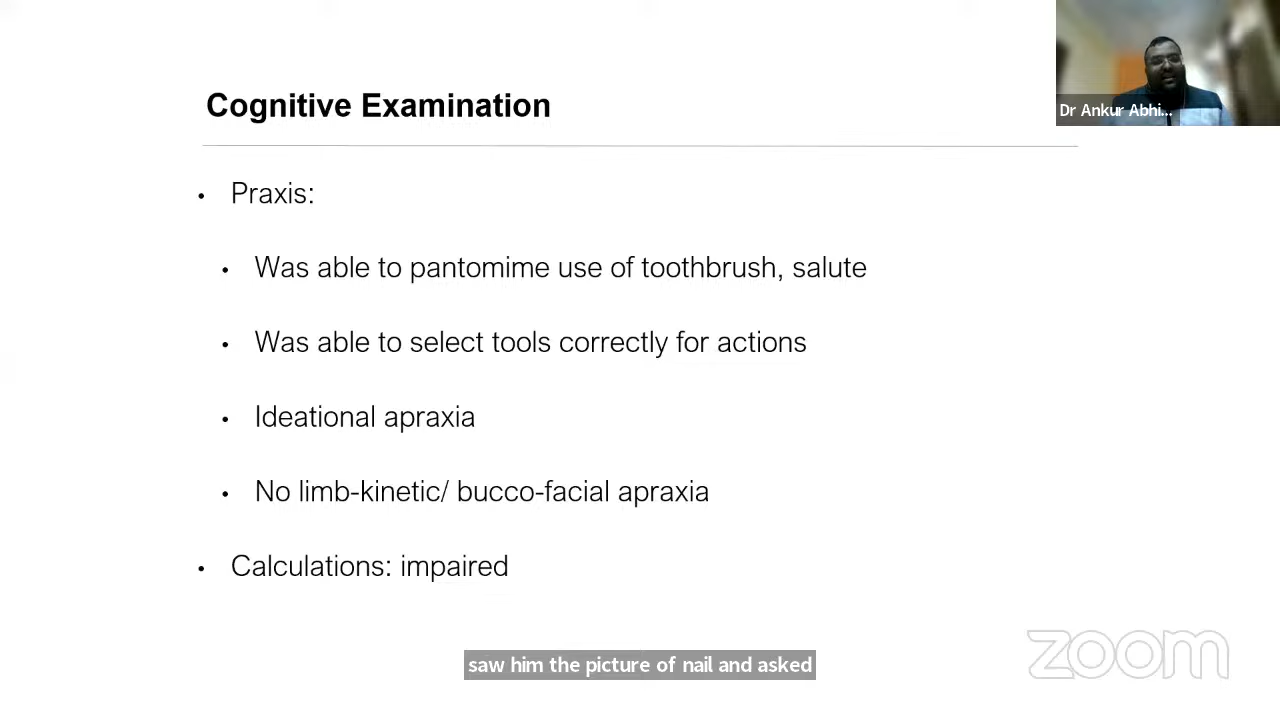 Dr Ankur Abhi...
Cognitive Examination
• Praxis:
• Was able to pantomime use of toothbrush, salute
• Was able to select tools correctly for actions
• Ideational apraxia
• No limb-kinetic/ bucco-facial apraxia
• Calculations: impaired
saw him the picture of nail and asked
zoom